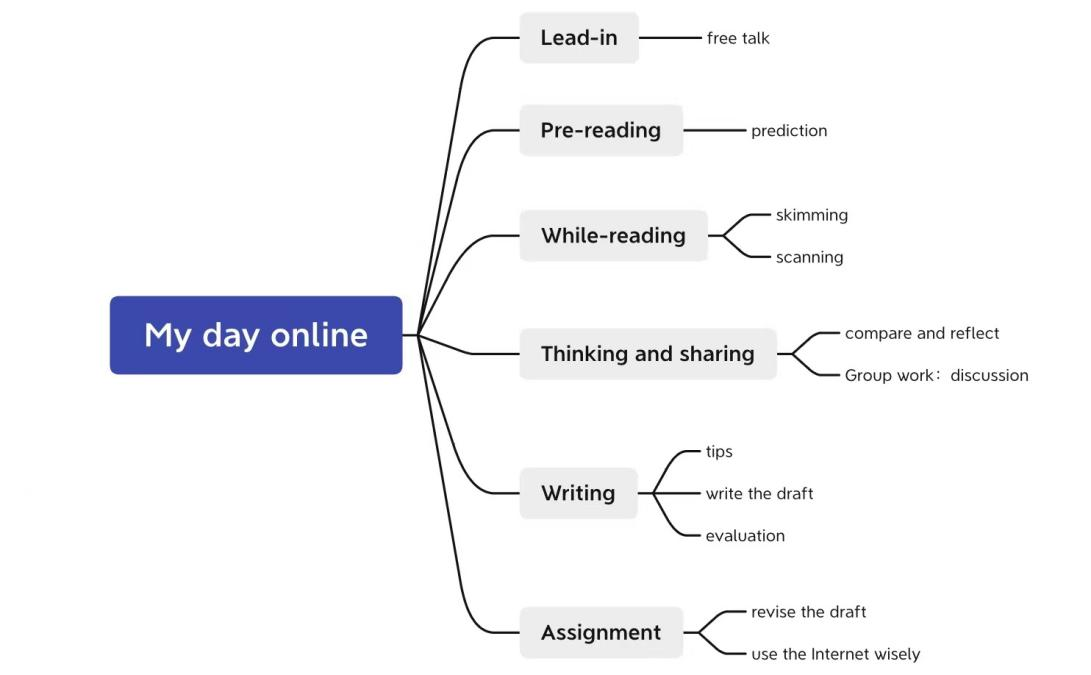 My day online
Lead-in
free talk
Pre-reading
prediction
While-reading
skimming
scanning
Thinking and sharing
compare and reflect
Group work：discussion
Writing
tips
write the draft
evaluation
Assignment
revise the draft
use the Internet wisely